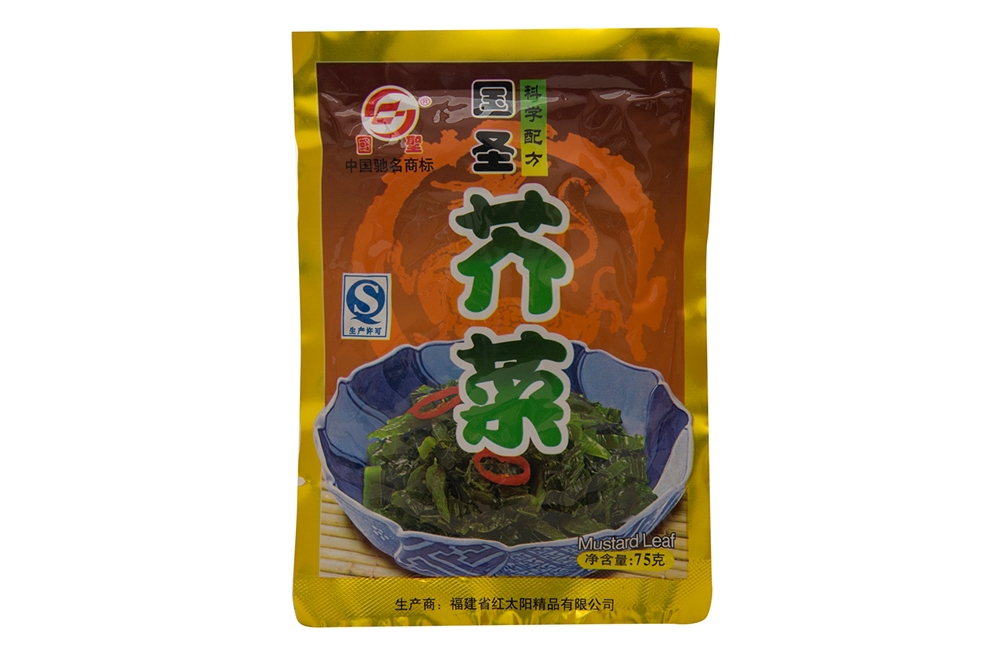 国圣
科学配方
®
國聖
中国驰名商标
芥菜
S
生产许可
Mustard Leaf
净含量:75克
生产商：福建省红太阳精品有限公司